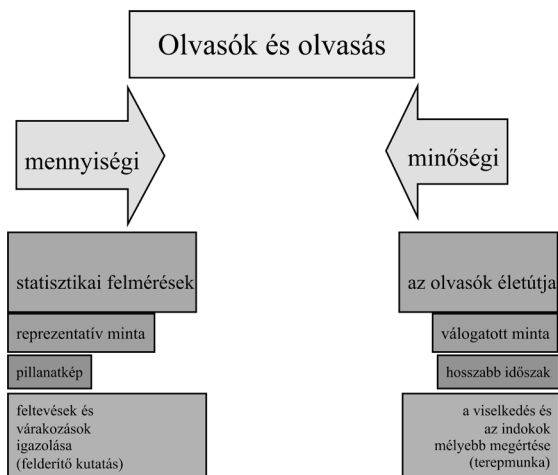 Olvasók és olvasás
mennyiségi
minőségi
statisztikai felmérések
az olvasók életútja
reprezentatív minta
válogatott minta
pillanatkép
hosszabb időszak
feltevések és
várakozások
igazolása
(felderítő kutatás)
a viselkedés és
az indokok
mélyebb megértése
(terepmunka)